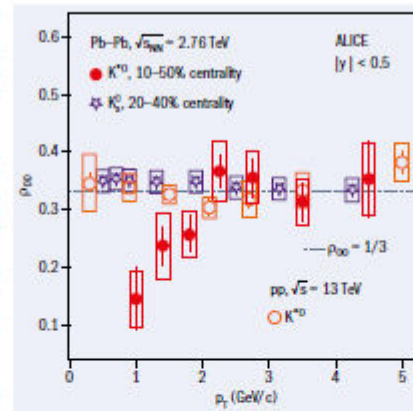 0.6
0.5
0.4
0.3
0.2
0.1
ρ00
Pb–Pb, √sNN = 2.76 TeV
K*0, 10–50% centrality
K0S, 20–40% centrality
ALICE
|y| < 0.5
ρ00 = 1/3
pp, √s = 13 TeV
K*0
0 1 2 3 4 5
pT (GeV/c)